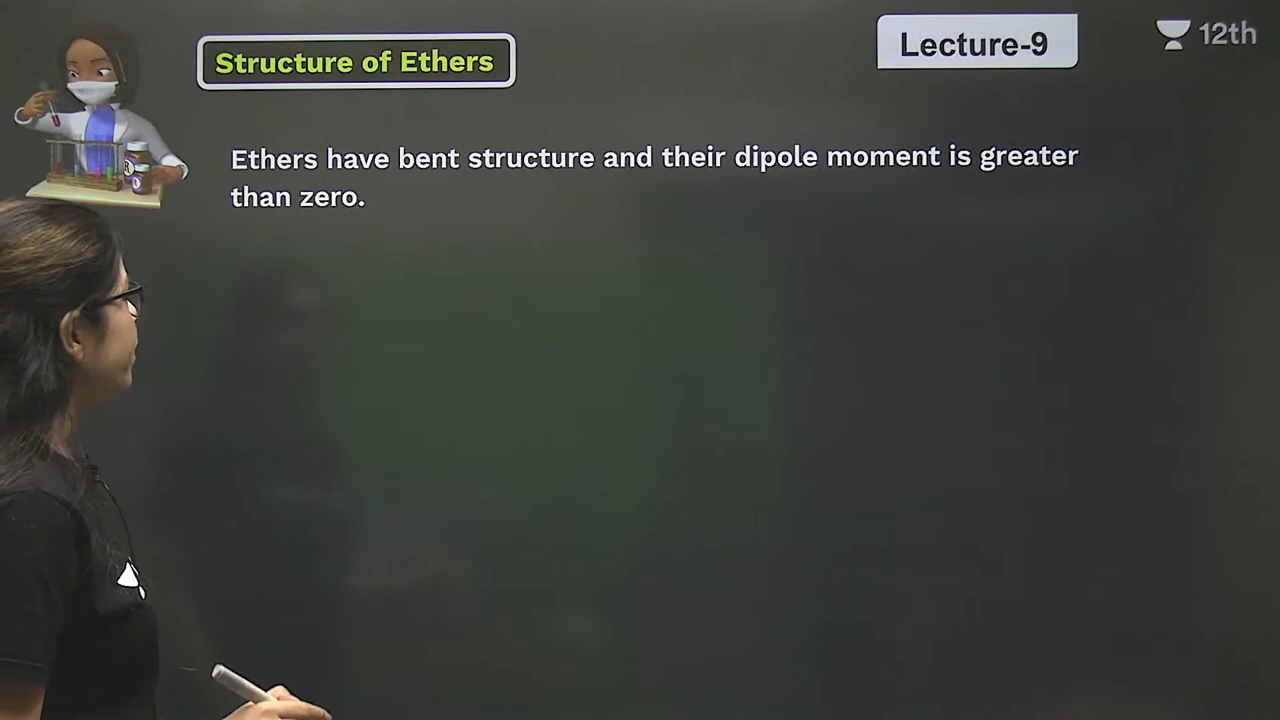 Structure of Ethers
Lecture-9
12th
Ethers have bent structure and their dipole moment is greater
than zero.